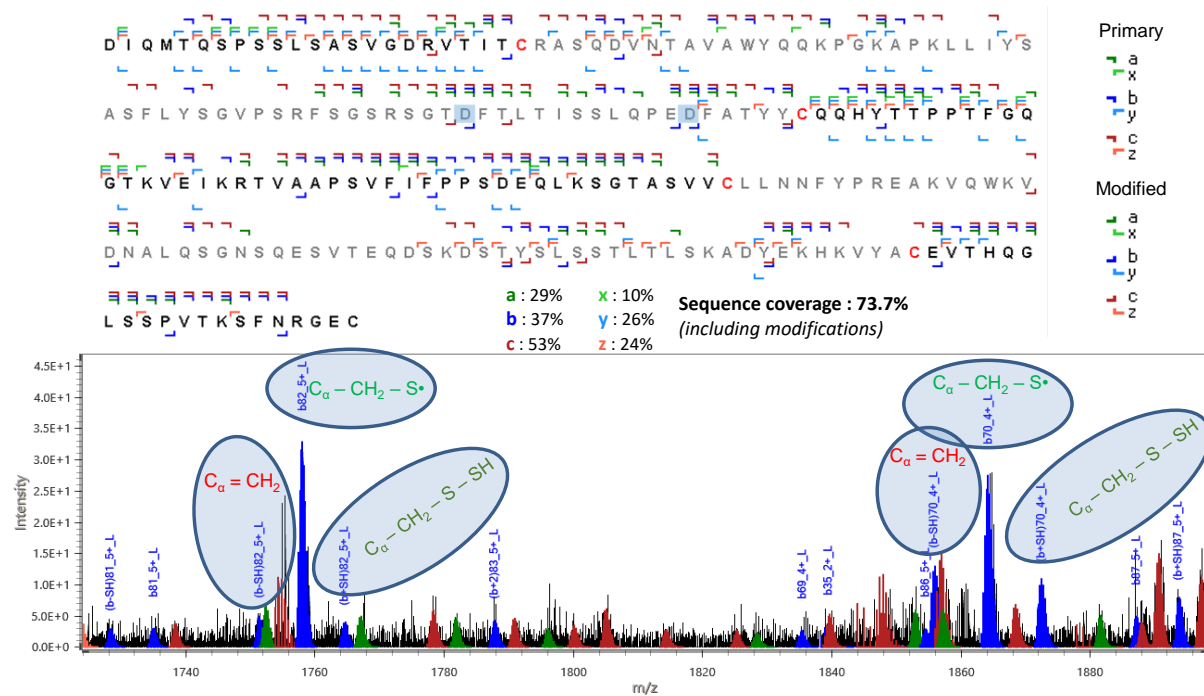 DIQMTQSPSSLSASVGDRVTITCRASQDVNTAVAWYQQKPGKAPKLLIYS
ASFLYSGVPSRFSGSRSGTDFTLTISSLQPEDFATYYCQQHYTTPPTFGQ
GTKVEIKRTVAAPSVFIFPPSDEQLKSGTASVVCLLNNFYPREAKVQWKV
DNALQSGNSQESVTEQDSKDSTYSLSSTLTLSKADYEKHKVYACEVTHQG
LSSPVTKSFNRGEC
Primary
a
x
b
y
c
z
Modified
a
x
b
y
c
z
a : 29% x : 10%
b : 37% y : 26%
c : 53% z : 24%
Sequence coverage : 73.7%
(including modifications)
Cα – CH2 – S•
Cα = CH2
Cα – CH2 – S – SH
Cα – CH2 – S•
Cα = CH2
Cα – CH2 – S – SH
(b-SH)81_5+_L
b81_5+_L
(b-SH)82_5+_L
b82_5+_L
(b+SH)82_5+_L
(b+2)83_5+_L
b69_4+_L
b35_2+_L
b86_5+_L
(b-SH)70_4+_L
b70_4+_L
(b+SH)70_4+_L
b87_5+_L
(b+SH)87_5+_L
Intensity
4.5E+1
4.0E+1
3.5E+1
3.0E+1
2.5E+1
2.0E+1
1.5E+1
1.0E+1
5.0E+0
0.0E+0
1740 1760 1780 1800 1820 1840 1860 1880
m/z